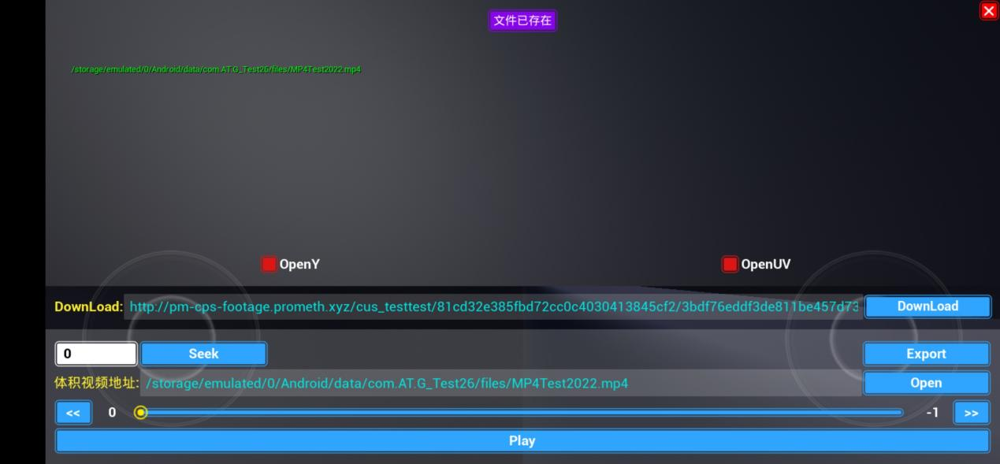 文件已存在
/storage/emulated/0/Android/data/com.AT.G_Test26/files/MP4Test2022.mp4
OpenY OpenUV
DownLoad: http://pm-cps-footage.prometh.xyz/cus_testtest/81cd32e385fbd72cc0c4030413845cf2/3bdf76eddf3de811be457d73 DownLoad
0 Seek Export
体积视频地址: /storage/emulated/0/Android/data/com.AT.G_Test26/files/MP4Test2022.mp4 Open
<< 0 -1 >>
Play